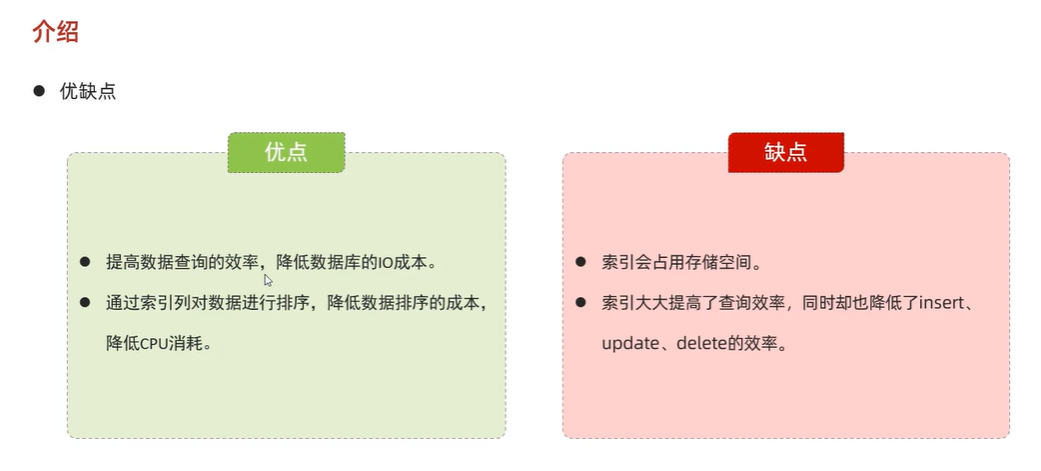 介绍
● 优缺点
优点
● 提高数据查询的效率，降低数据库的IO成本。
● 通过索引列对数据进行排序，降低数据排序的成本，
降低CPU消耗。
缺点
● 索引会占用存储空间。
● 索引大大提高了查询效率，同时却也降低了insert、
update、delete的效率。